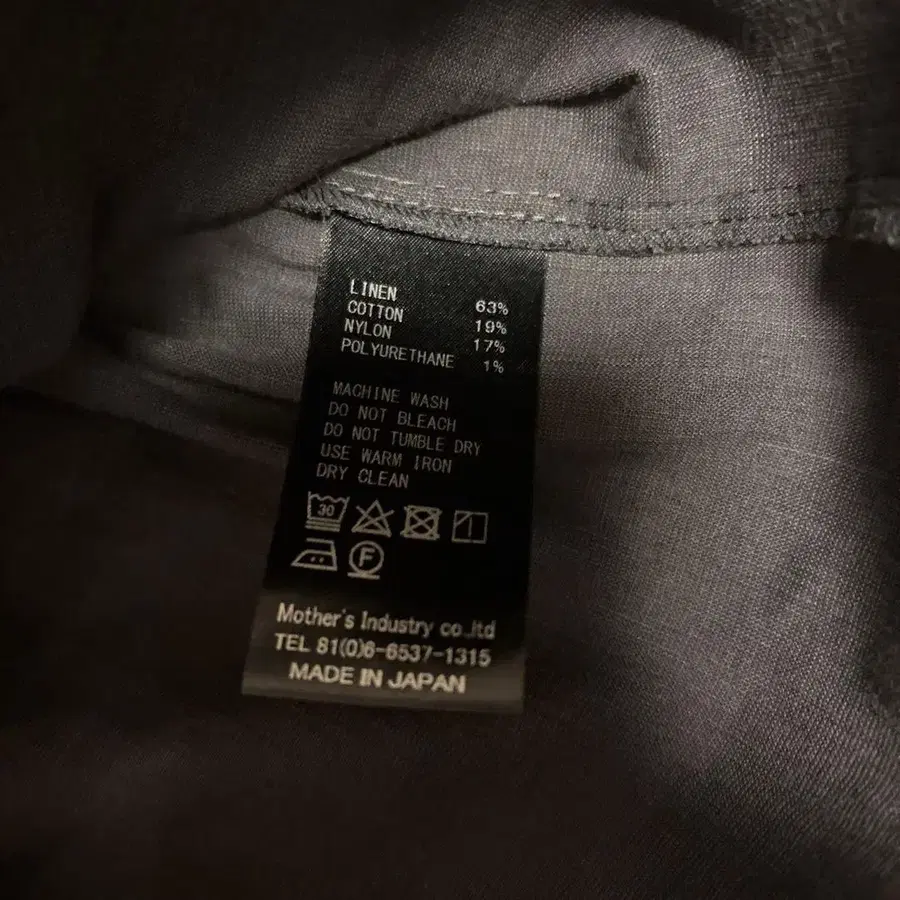 LINEN 63%
COTTON 19%
NYLON 17%
POLYURETHANE 1%
MACHINE WASH
DO NOT BLEACH
DO NOT TUMBLE DRY
USE WARM IRON
DRY CLEAN
30
F
Mother's Industry co.,ltd
TEL 81(0)6-6537-1315
MADE IN JAPAN